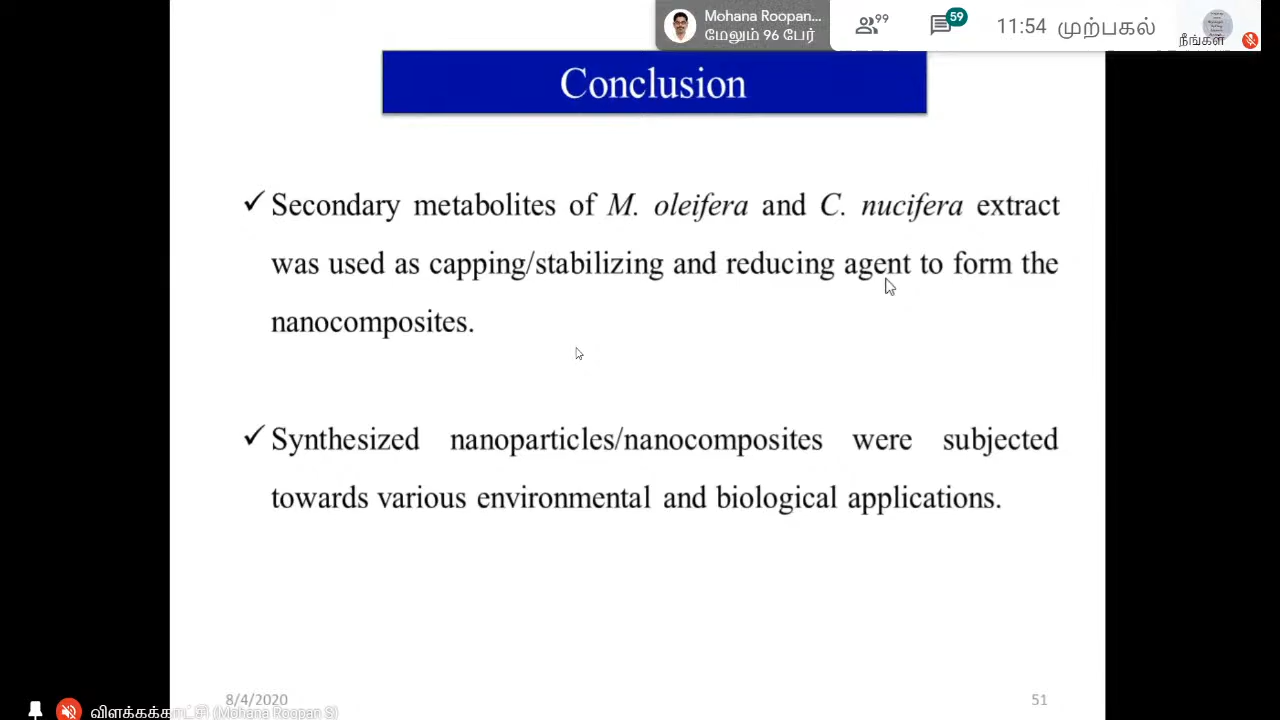 Mohana Roopan...
மேலும் 96 பேர்
99
59
11:54 முற்பகல்
நீங்கள்
Conclusion
✓ Secondary metabolites of M. oleifera and C. nucifera extract
was used as capping/stabilizing and reducing agent to form the
nanocomposites.
✓ Synthesized nanoparticles/nanocomposites were subjected
towards various environmental and biological applications.
8/4/2020
51
விளக்கக்காட்சி (Mohana Roopan S)